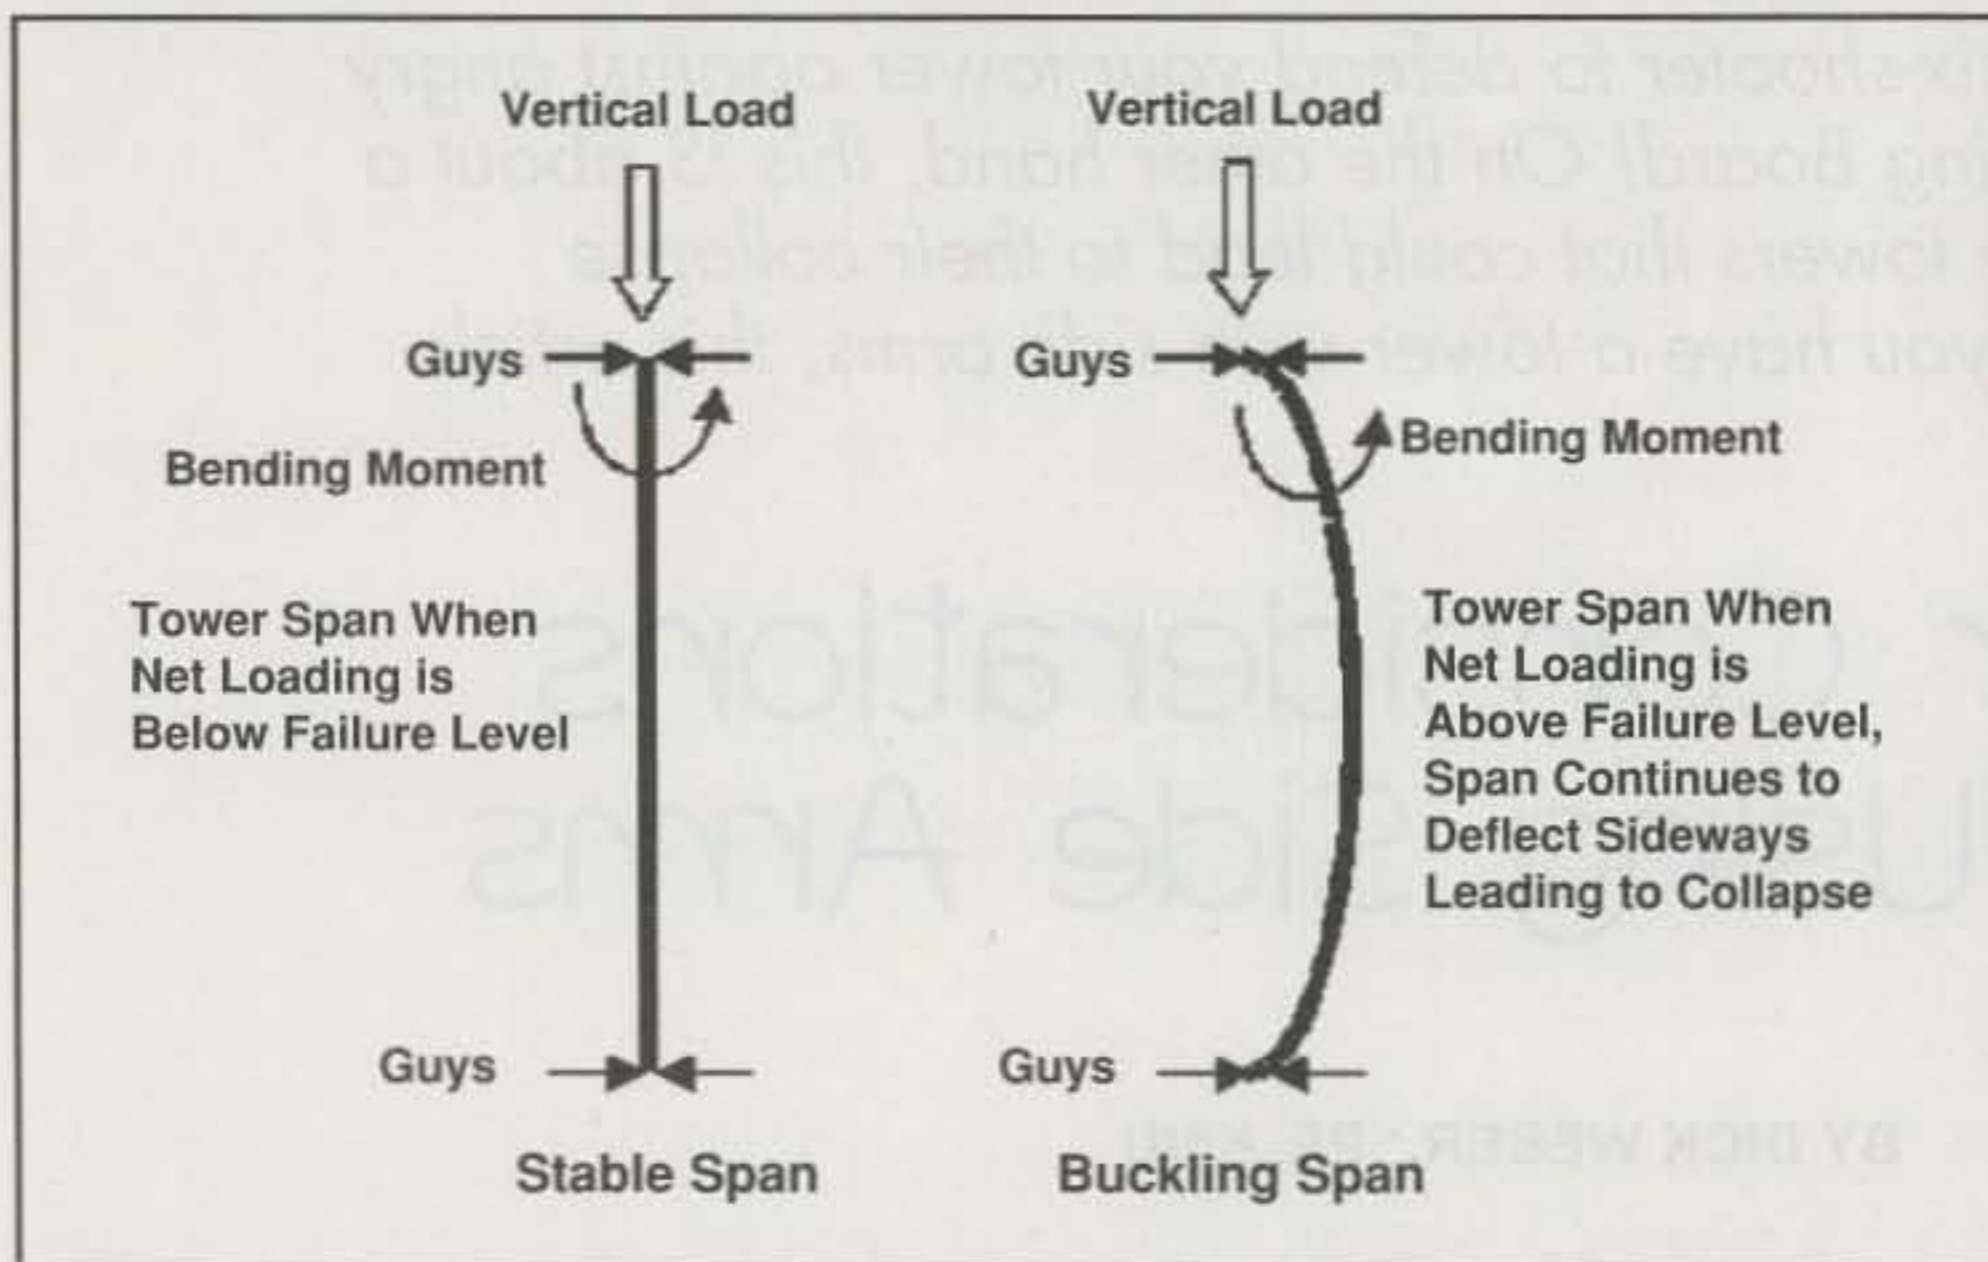 Vertical Load
Guys
Bending Moment
Tower Span When
Net Loading is
Below Failure Level
Guys
Stable Span
Vertical Load
Guys
Bending Moment
Tower Span When
Net Loading is
Above Failure Level,
Span Continues to
Deflect Sideways
Leading to Collapse
Guys
Buckling Span